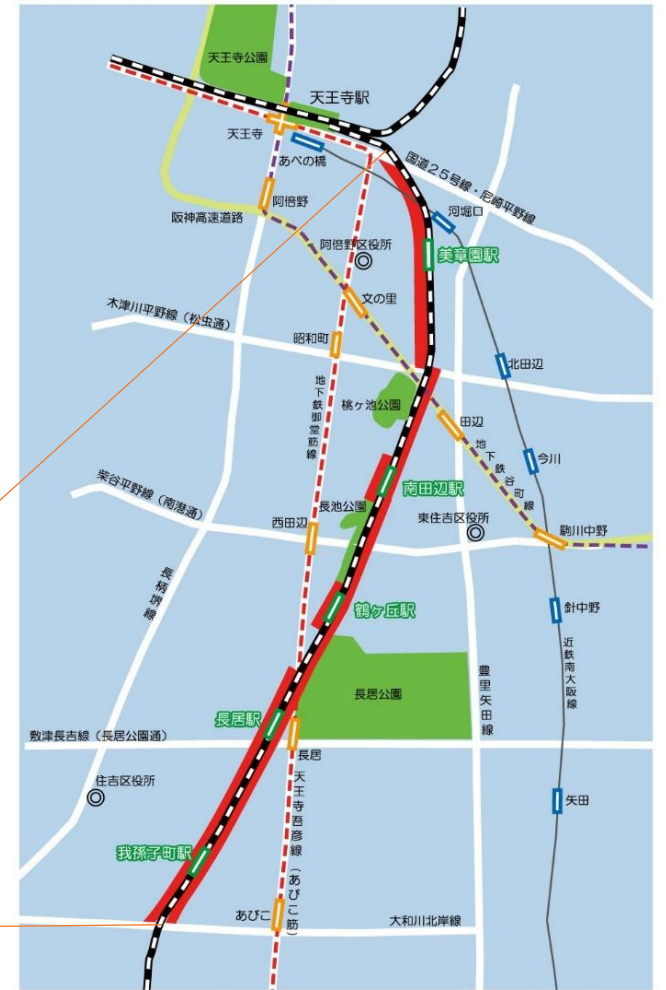 天王寺公園
天王寺駅
天王寺
あべの橋
国道25号線・尼崎平野線
阿倍野
河堀口
阪神高速道路
美章園駅
阿倍野区役所
文の里
木津川平野線(松虫通)
昭和町
北田辺
地下鉄御堂筋線
桃ヶ池公園
田辺
地下鉄谷町線
今川
南田辺駅
柴谷平野線(南港通)
長池公園
東住吉区役所
西田辺
駒川中野
長柄堺線
鶴ヶ丘駅
針中野
近鉄南大阪線
長居公園
豊里矢田線
長居駅
敷津長吉線(長居公園通)
長居
住吉区役所
天王寺吾彦線(あびこ筋)
矢田
我孫子町駅
あびこ
大和川北岸線